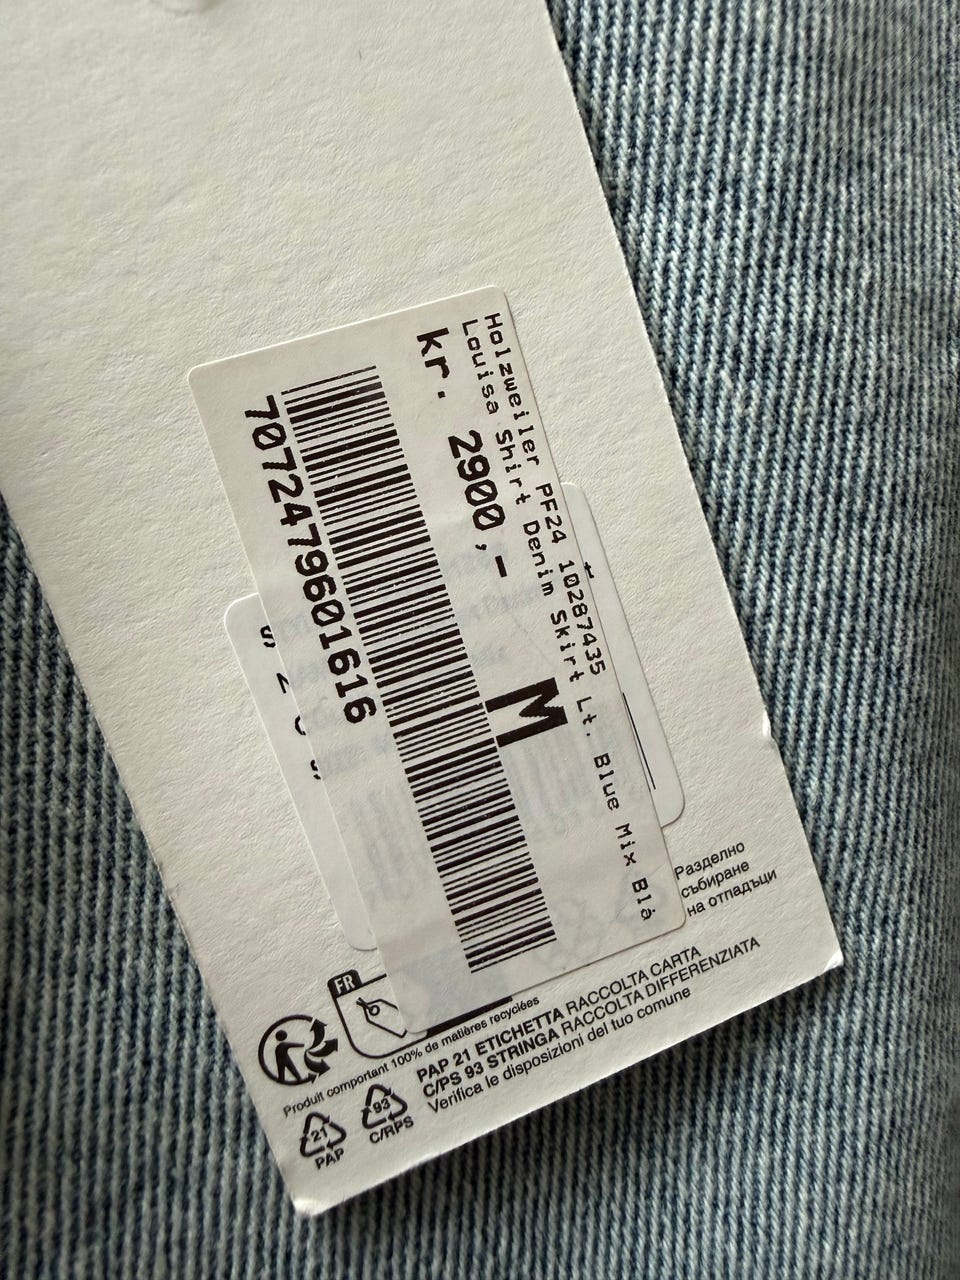 Holzweiler PF24 10287435
Louisa Shirt Denim Skirt Lt. Blue Mix Blå
kr. 2900,-
M
7072479601616
Разделно
събиране
на отпадъци
FR
Produit comportant 100% de matières recyclées
PAP 21 ETICHETTA RACCOLTA CARTA
C/PS 93 STRINGA RACCOLTA DIFFERENZIATA
Verifica le disposizioni del tuo comune
21
PAP
93
C/RPS